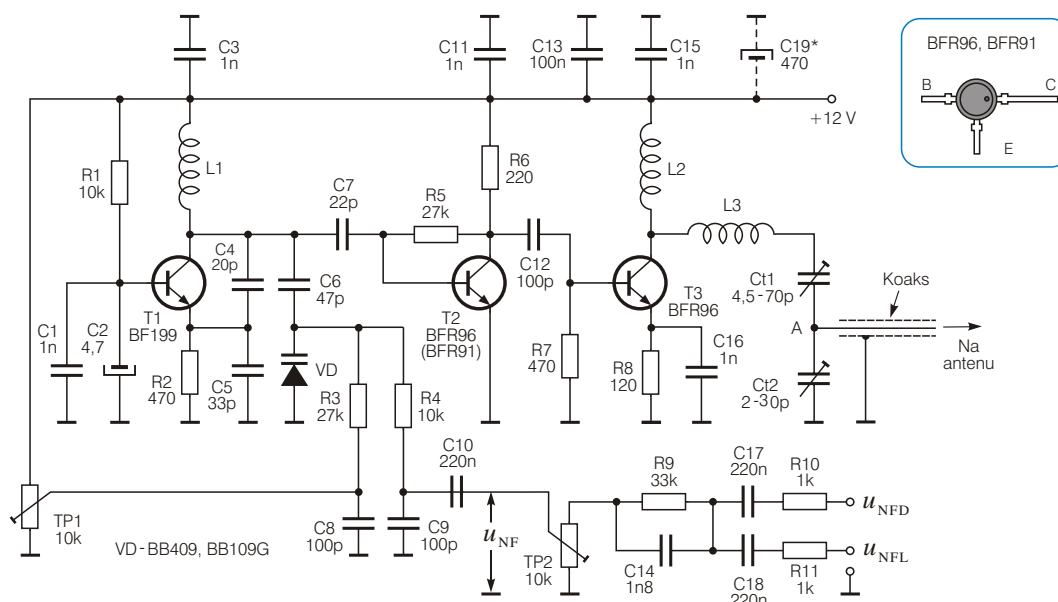 C3
1n
C11
1n
C13
100n
C15
1n
C19*
470
BFR96, BFR91
B
C
E
+12 V
R1
10k
L1
R6
220
L2
C7
22p
R5
27k
L3
C4
20p
C6
47p
C12
100p
Ct1
4,5-70p
Koaks
T1
BF199
T2
BFR96
(BFR91)
T3
BFR96
A
Na
antenu
C1
1n
C2
4,7
R2
470
C5
33p
VD
R3
27k
R4
10k
R7
470
R8
120
C16
1n
Ct2
2-30p
C10
220n
R9
33k
C17
220n
R10
1k
u NFD
TP1
10k
VD-BB409, BB109G
C8
100p
C9
100p
u NF
TP2
10k
C14
1n8
C18
220n
R11
1k
u NFL